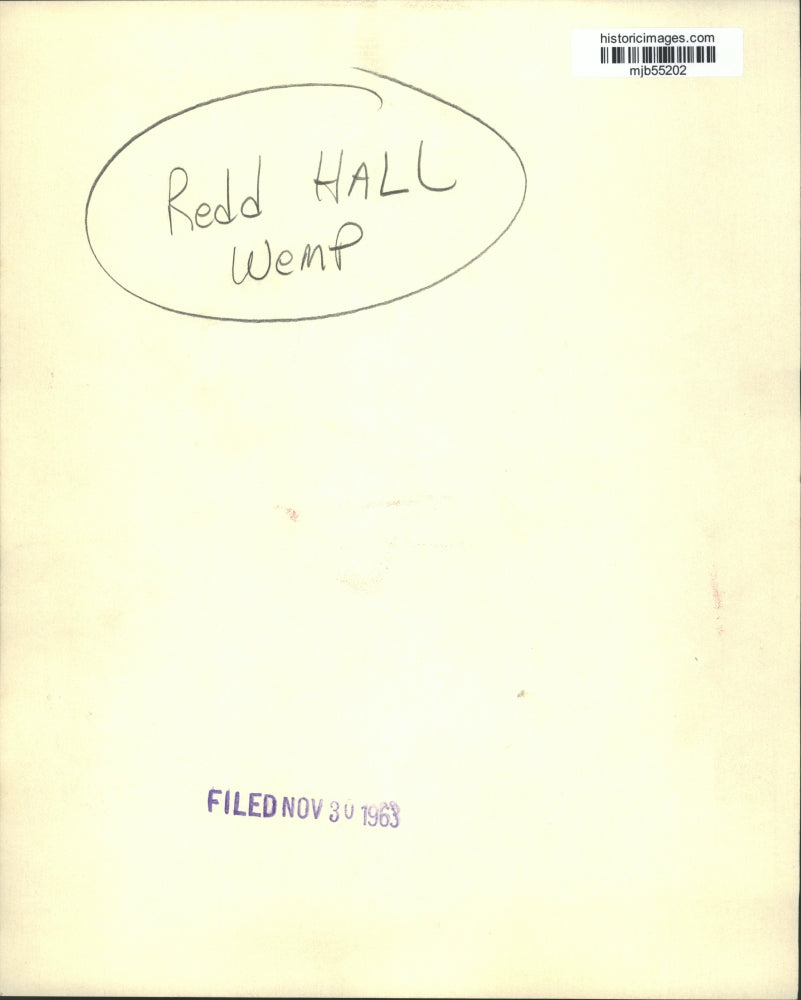 historicimages.com
mjb55202
Redd HALL
WemP
FILED NOV 30 1963